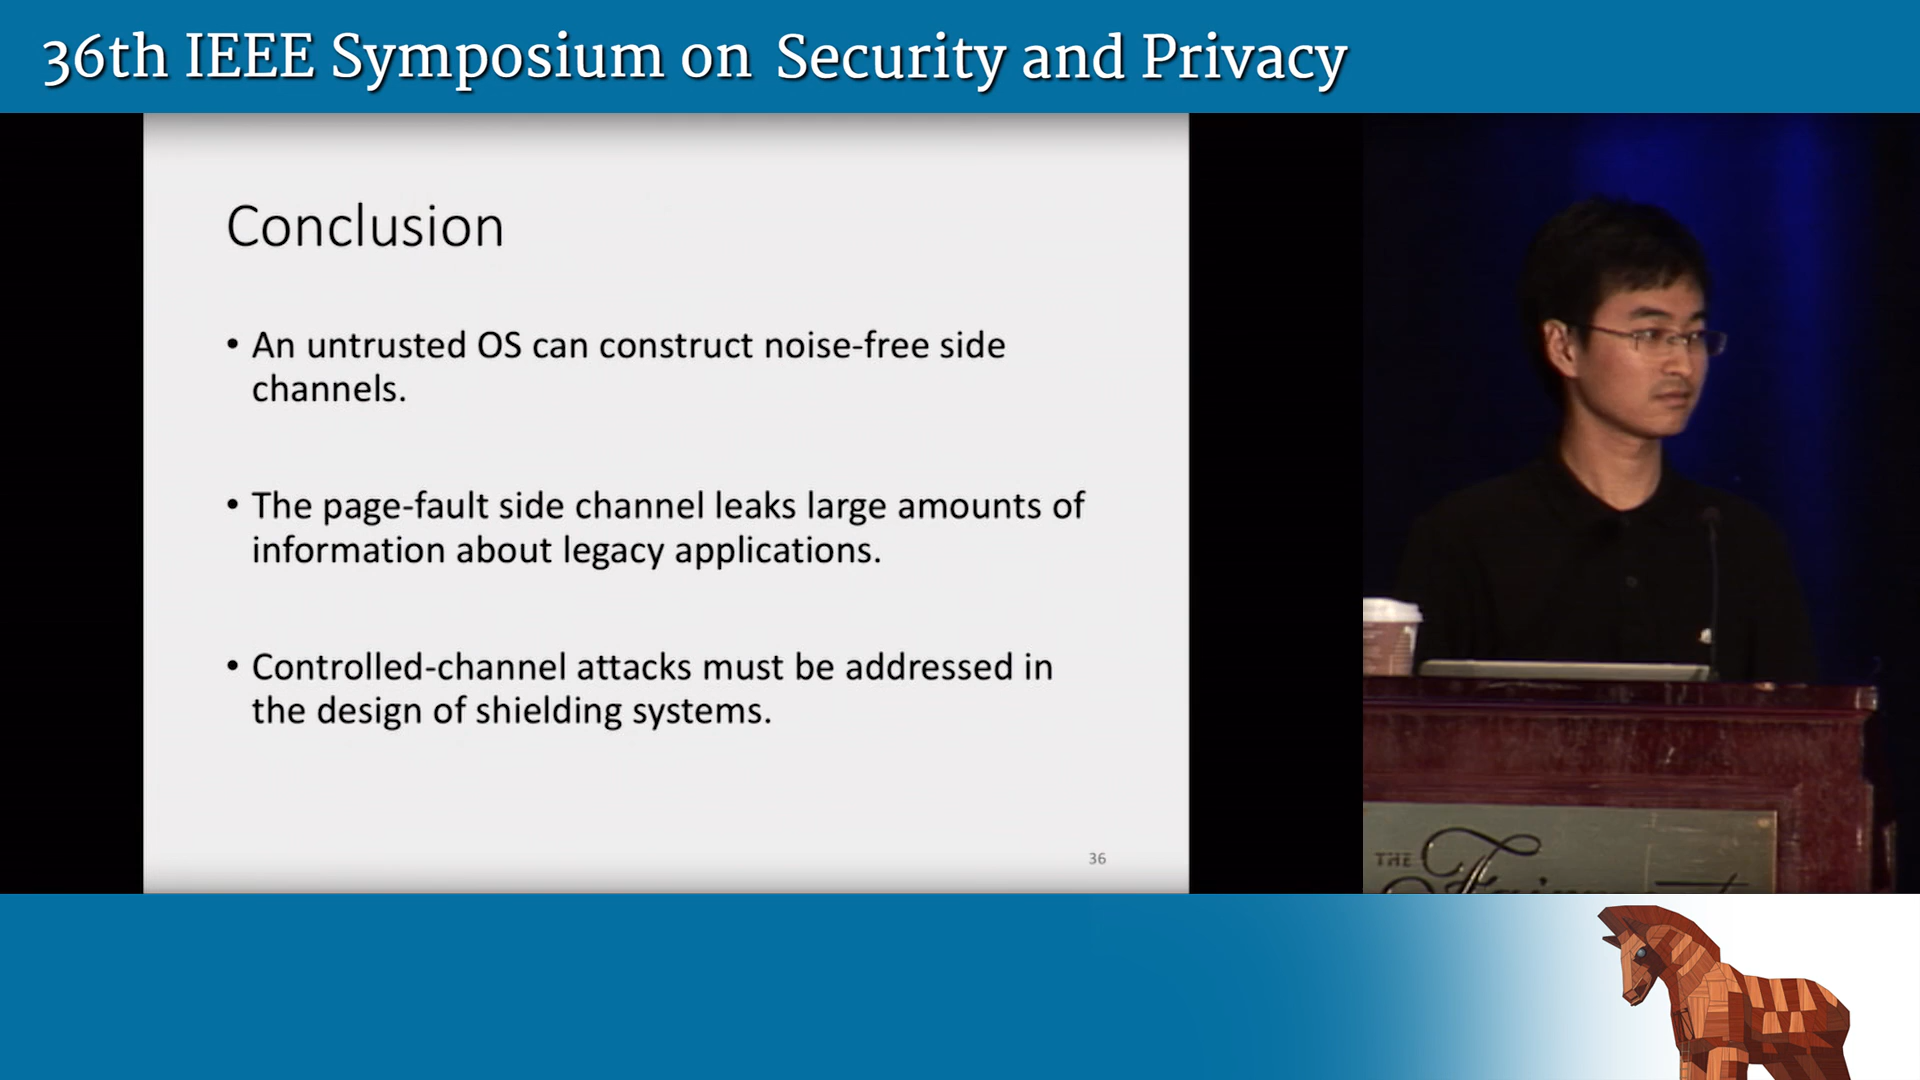 36th IEEE Symposium on Security and Privacy
Conclusion
• An untrusted OS can construct noise-free side
channels.
• The page-fault side channel leaks large amounts of
information about legacy applications.
• Controlled-channel attacks must be addressed in
the design of shielding systems.
36
THE